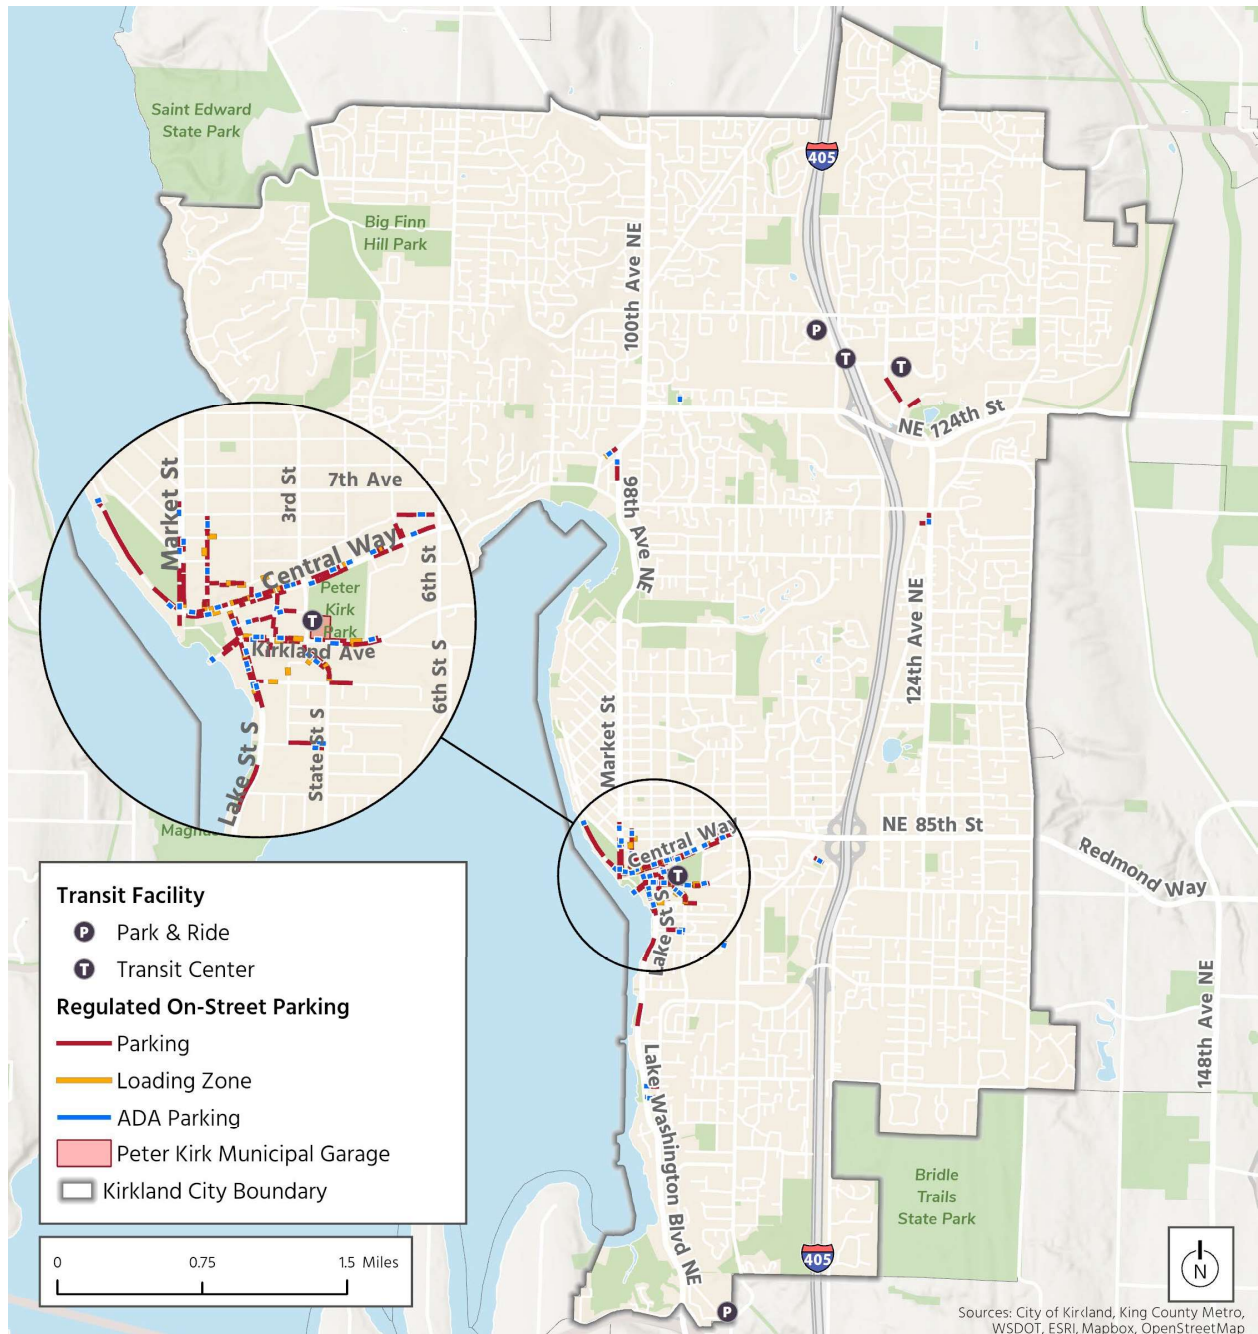 Saint Edward
State Park
405
Big Finn
Hill Park
100th Ave NE
P
T
T
NE 124th St
98th Ave NE
124th Ave NE
Market St
3rd St
7th Ave
Central Way
6th St
Peter
Kirk
Park
T
Kirkland Ave
6th St S
State St S
Lake St S
Market St
NE 85th St
Central Way
T
Lake St S
Redmond Way
148th Ave NE
Lake Washington Blvd NE
Bridle
Trails
State Park
405
P
Transit Facility
P Park & Ride
T Transit Center
Regulated On-Street Parking
Parking
Loading Zone
ADA Parking
Peter Kirk Municipal Garage
Kirkland City Boundary
0 0.75 1.5 Miles
N
Sources: City of Kirkland, King County Metro,
WSDOT, ESRI, Mapbox, OpenStreetMap